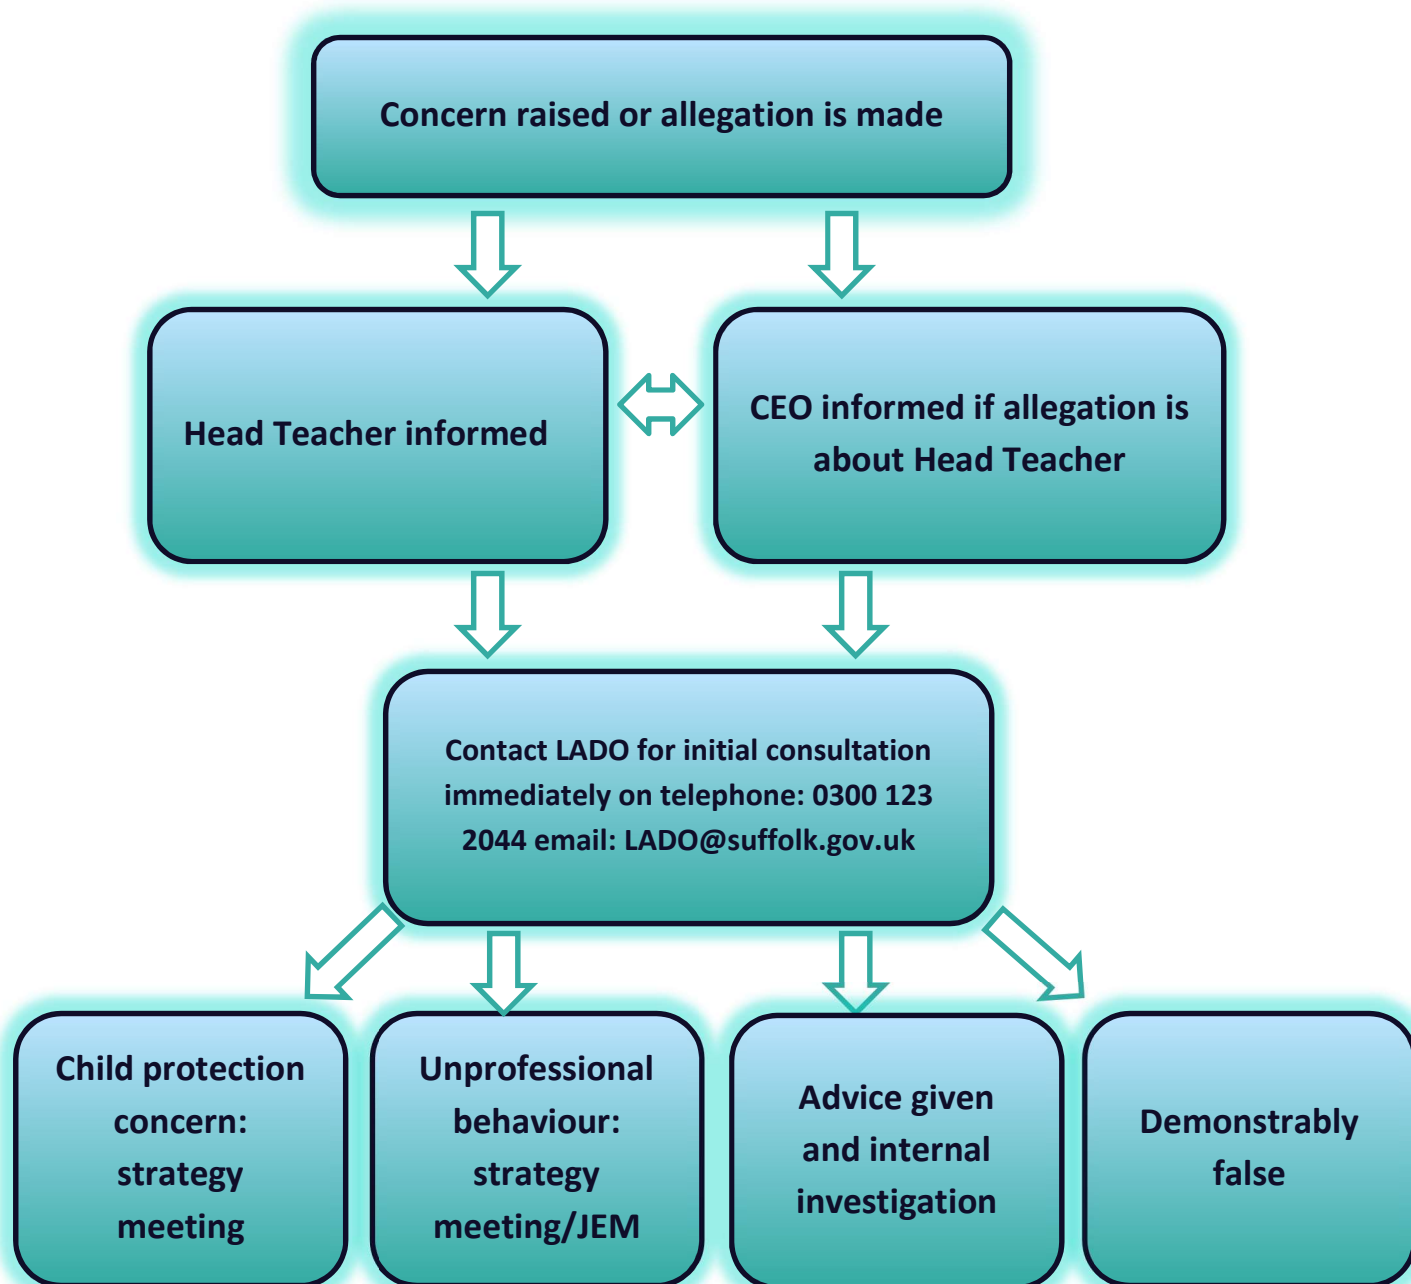 Concern raised or allegation is made
Head Teacher informed
CEO informed if allegation is
about Head Teacher
Contact LADO for initial consultation
immediately on telephone: 0300 123
2044 email: LADO@suffolk.gov.uk
Child protection
concern:
strategy
meeting
Unprofessional
behaviour:
strategy
meeting/JEM
Advice given
and internal
investigation
Demonstrably
false